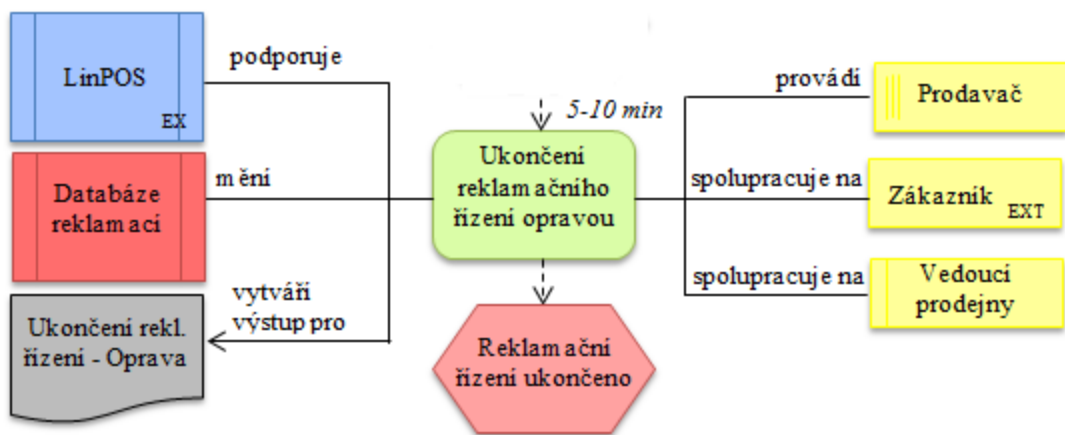 LinPOS
EX
podporuje
Databáze
reklamací
mění
Ukončení rekl.
řízení - Oprava
vytváří
výstup pro
5-10 min
Ukončení
reklamačního
řízení opravou
Reklamační
řízení ukončeno
provádí
Prodavač
spolupracuje na
Zákazník
EXT
spolupracuje na
Vedoucí
prodejny